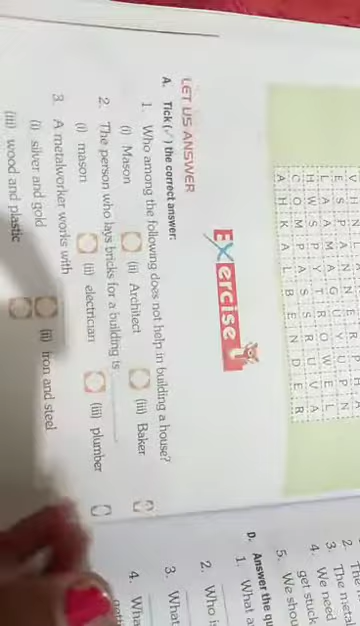 E S P A N N E R
L A A M A G
H W S P Y T R O W E L
C O M P A S S R U V A
A H K A L B E N D E R
Exercise
LET US ANSWER
A. Tick (✓) the correct answer:
1. Who among the following does not help in building a house?
(i) Mason (ii) Architect (iii) Baker
2. The person who lays bricks for a building is ________
(i) mason (ii) electrician (iii) plumber
3. A metalworker works with
(i) silver and gold (ii) iron and steel
(iii) wood and plastic
2. The
3. The metal
4. We need
get stuck
5. We shou
D. Answer the qu
1. What a
2. Who i
3. What
4. Wha